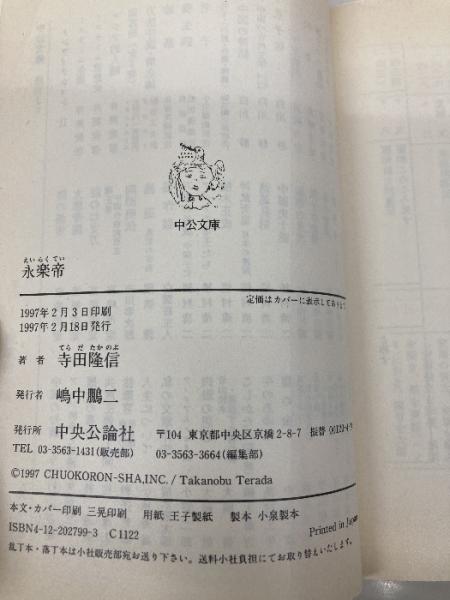 中公文庫
えいらくてい
永楽帝
定価はカバーに表示してあります
1997年2月3日印刷
1997年2月18日発行
てらだたかのぶ
著者 寺田隆信
発行者 嶋中鵬二
発行所 中央公論社 〒104 東京都中央区京橋2-8-7 振替
TEL 03-3563-1431(販売部) 03-3563-3664(編集部)
©1997 CHUOKORON-SHA,INC. / Takanobu Terada
本文・カバー印刷 三晃印刷 用紙 王子製紙 製本 小泉製本
ISBN4-12-202799-3 C1122 Printed in Japan
乱丁本・落丁本は小社販売部宛お送り下さい。送料小社負担にてお取替えいたします。